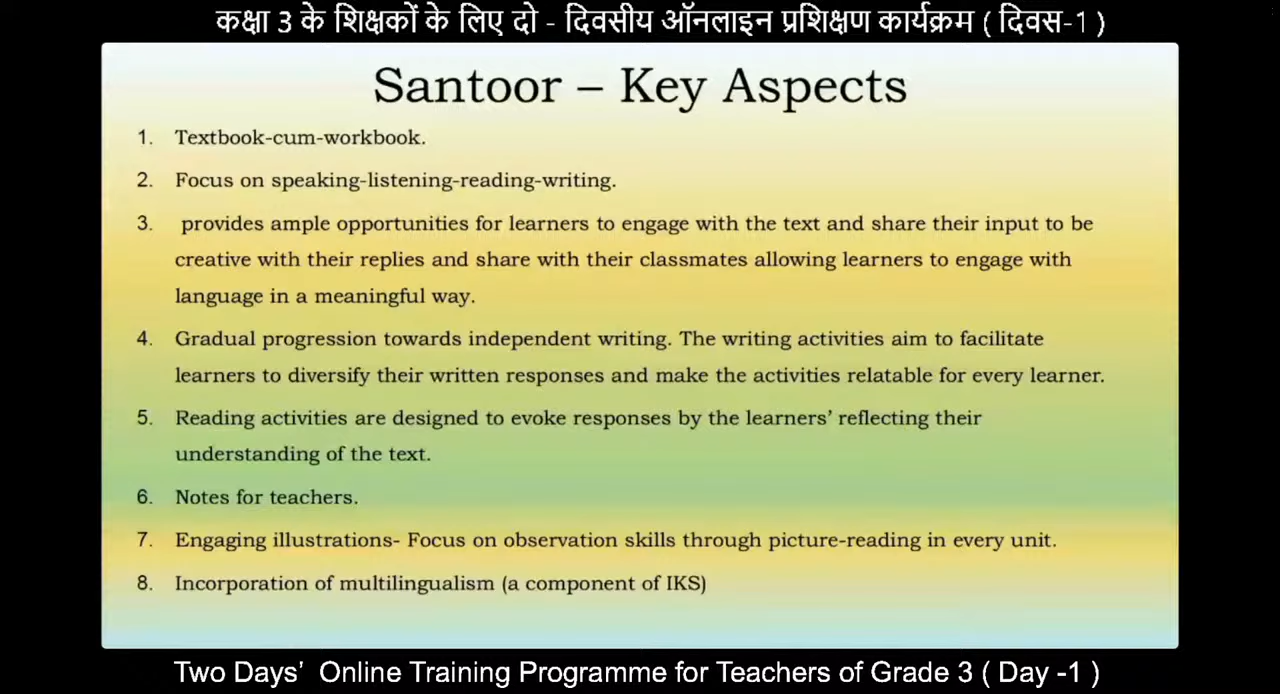 कक्षा 3 के शिक्षकों के लिए दो - दिवसीय ऑनलाइन प्रशिक्षण कार्यक्रम ( दिवस-1 )
Santoor – Key Aspects
1. Textbook-cum-workbook.
2. Focus on speaking-listening-reading-writing.
3. provides ample opportunities for learners to engage with the text and share their input to be
creative with their replies and share with their classmates allowing learners to engage with
language in a meaningful way.
4. Gradual progression towards independent writing. The writing activities aim to facilitate
learners to diversify their written responses and make the activities relatable for every learner.
5. Reading activities are designed to evoke responses by the learners’ reflecting their
understanding of the text.
6. Notes for teachers.
7. Engaging illustrations- Focus on observation skills through picture-reading in every unit.
8. Incorporation of multilingualism (a component of IKS)
Two Days’ Online Training Programme for Teachers of Grade 3 ( Day -1 )